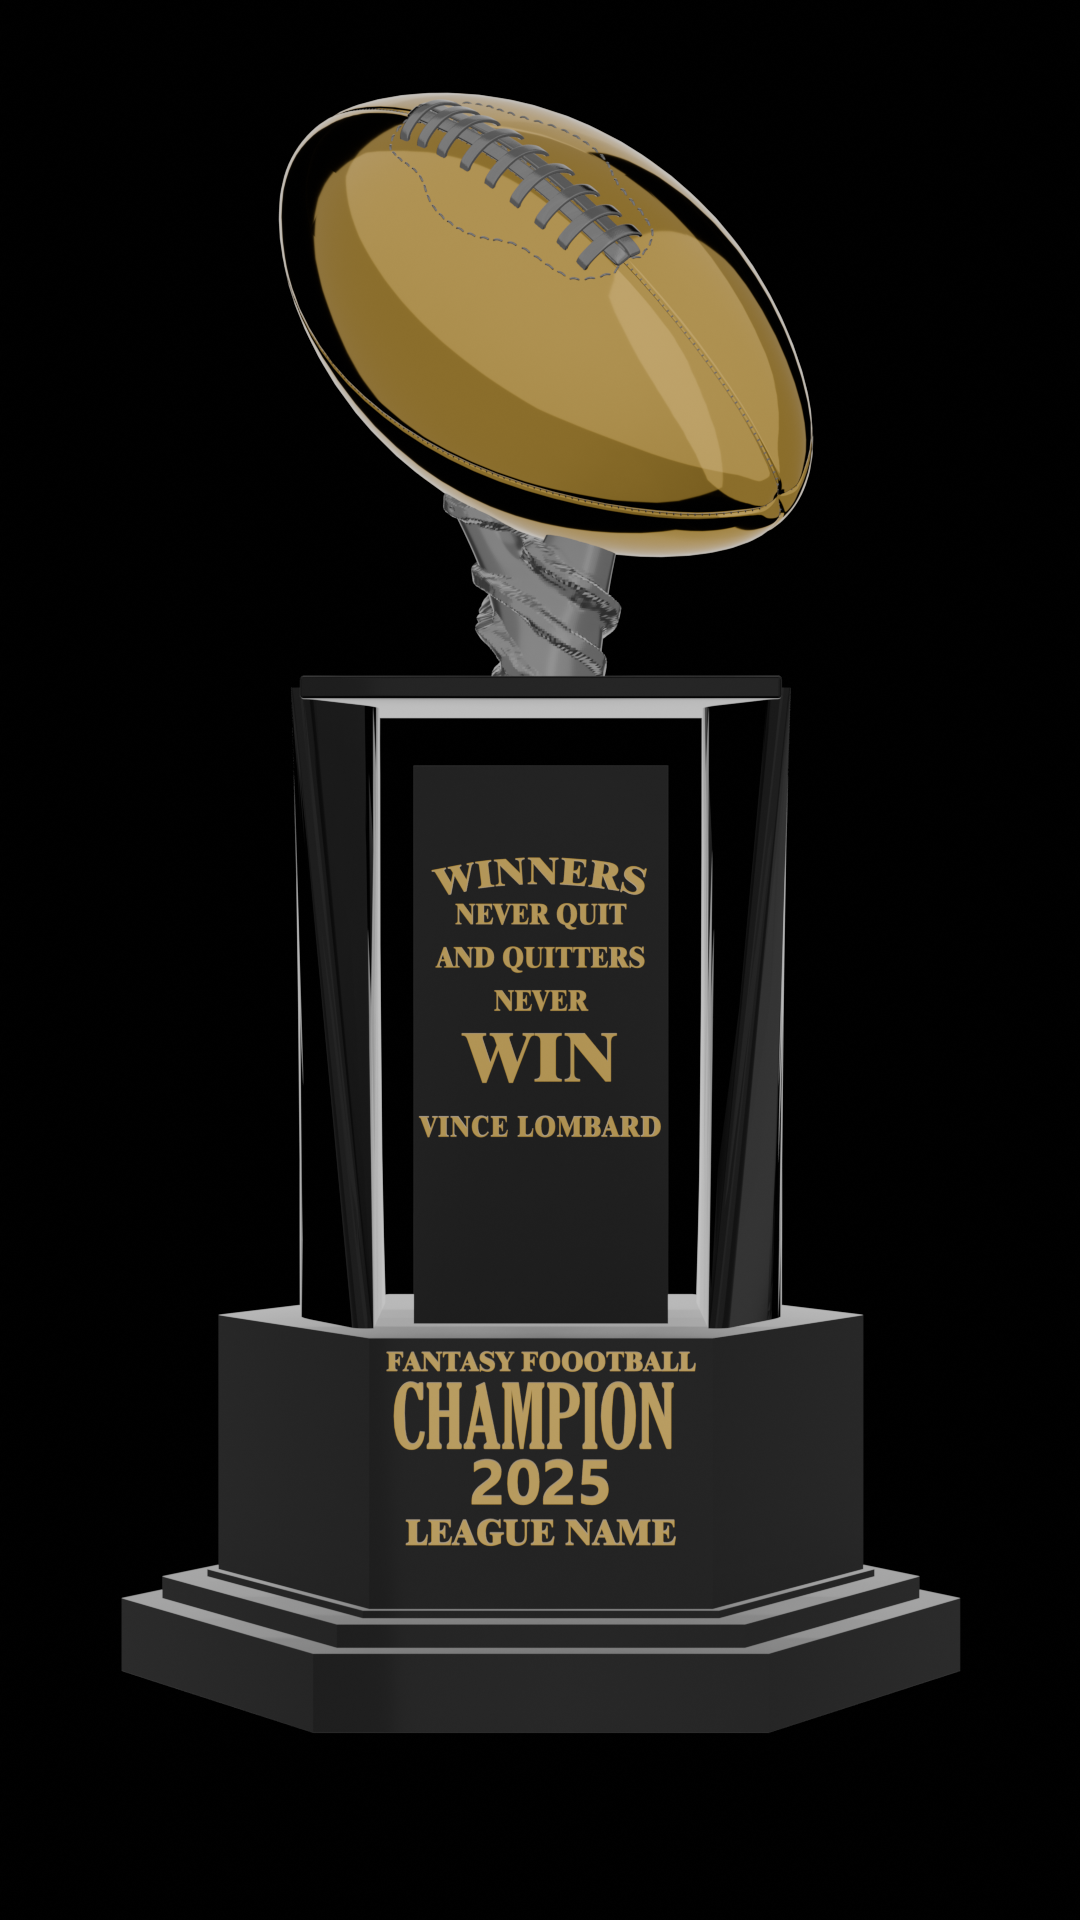 WINNERS
NEVER QUIT
AND QUITTERS
NEVER
WIN
VINCE LOMBARD
FANTASY FOOOTBALL
CHAMPION
2025
LEAGUE NAME